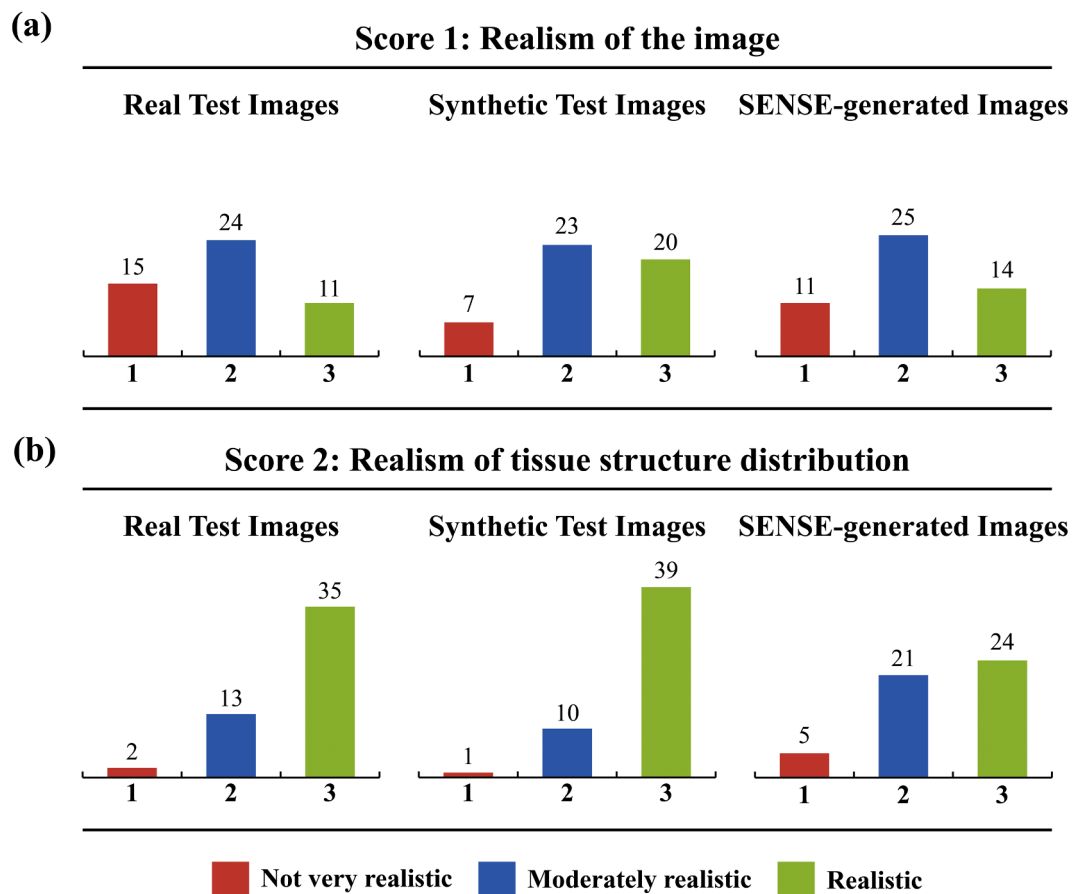 (a)
Score 1: Realism of the image
Real Test Images Synthetic Test Images SENSE-generated Images
15 24 11 7 23 20 11 25 14
1 2 3 1 2 3 1 2 3
(b)
Score 2: Realism of tissue structure distribution
Real Test Images Synthetic Test Images SENSE-generated Images
2 13 35 1 10 39 5 21 24
1 2 3 1 2 3 1 2 3
Not very realistic Moderately realistic Realistic